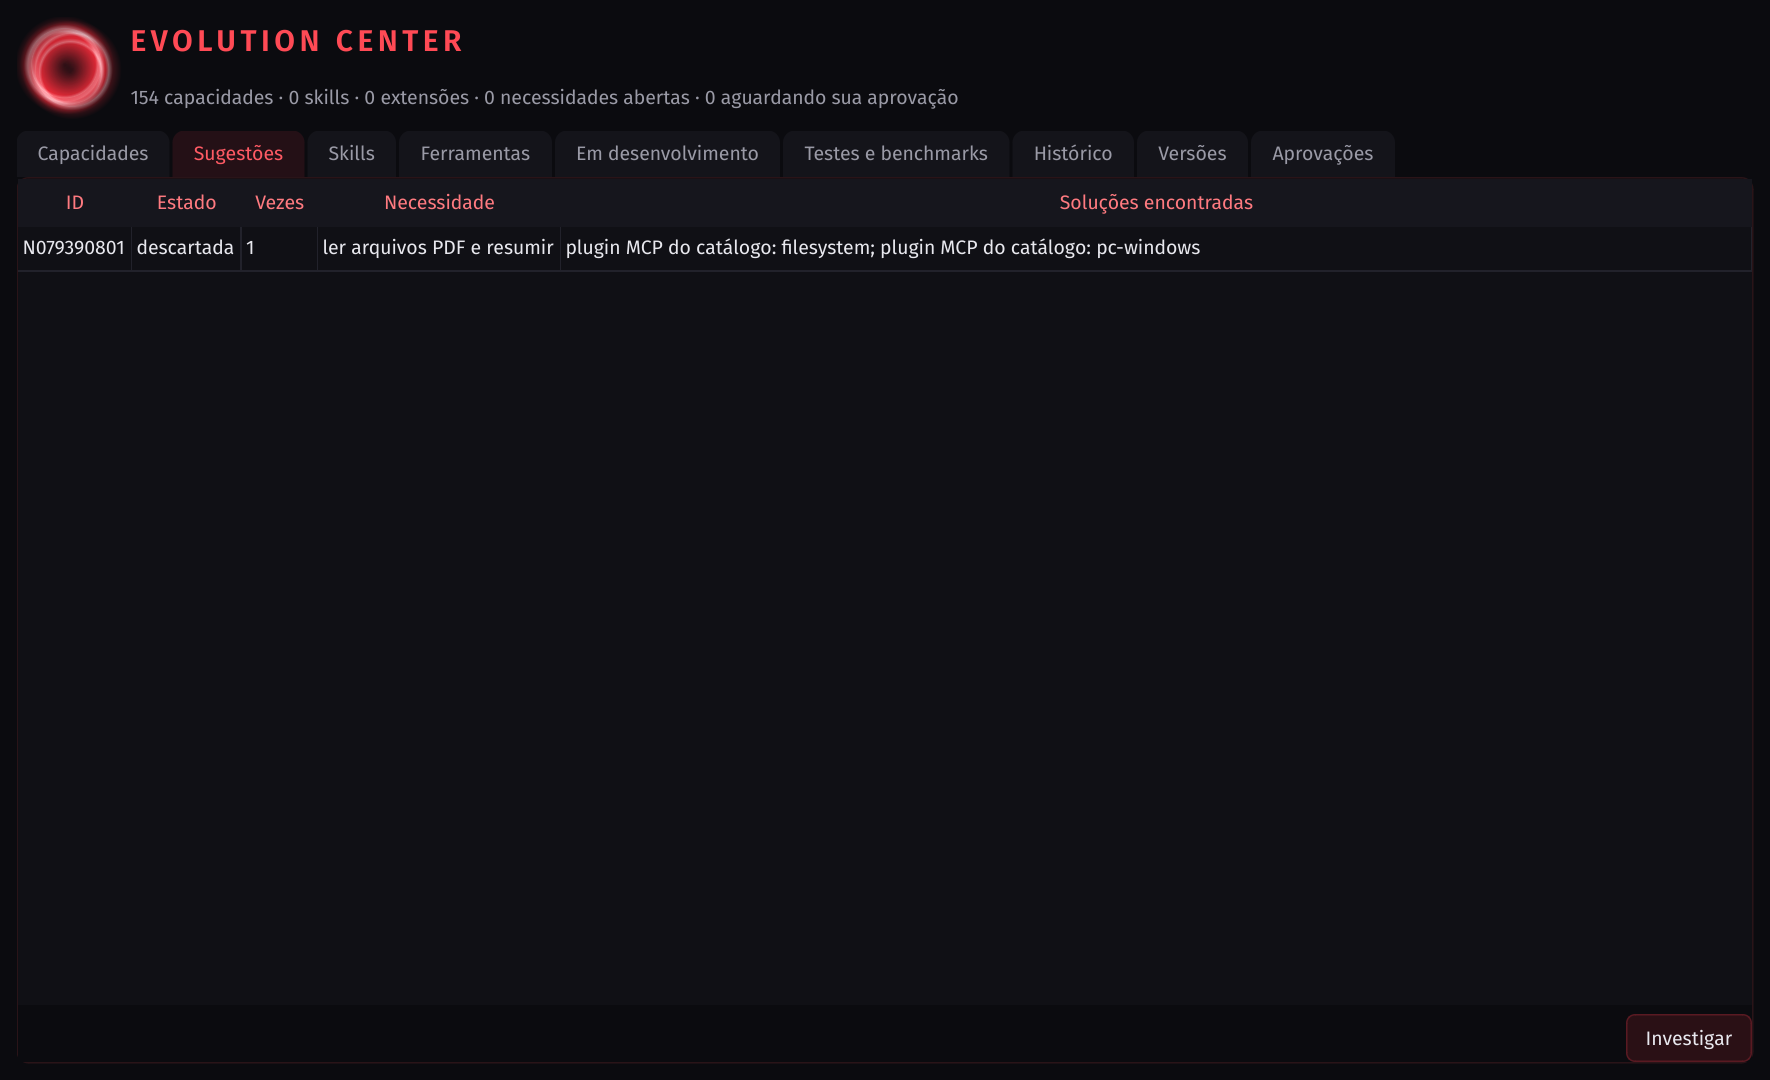 EVOLUTION CENTER
154 capacidades · 0 skills · 0 extensões · 0 necessidades abertas · 0 aguardando sua aprovação
Capacidades Sugestões Skills Ferramentas Em desenvolvimento Testes e benchmarks Histórico Versões Aprovações
ID Estado Vezes Necessidade Soluções encontradas
N079390801 descartada 1 ler arquivos PDF e resumir plugin MCP do catálogo: filesystem; plugin MCP do catálogo: pc-windows
Investigar